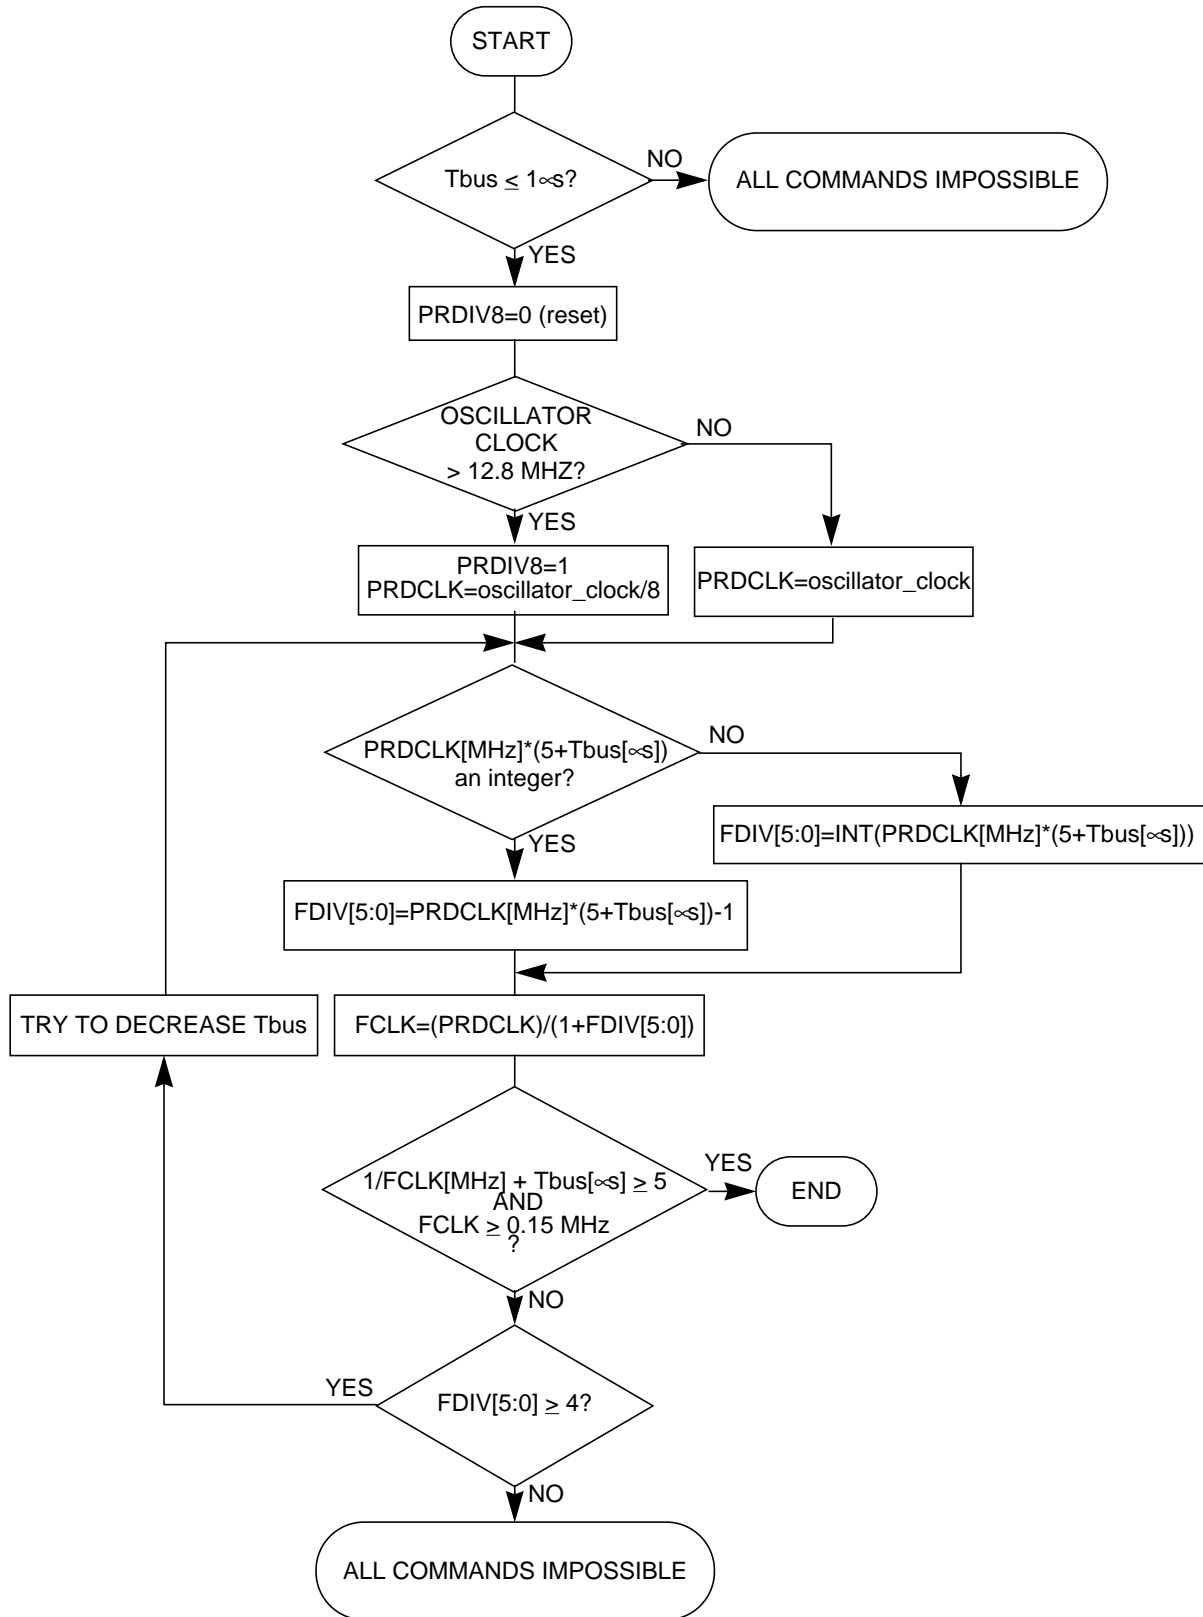 START
Tbus ≤ 1∝s?
NO
ALL COMMANDS IMPOSSIBLE
YES
PRDIV8=0 (reset)
OSCILLATOR
CLOCK
> 12.8 MHZ?
NO
YES
PRDIV8=1
PRDCLK=oscillator_clock/8
PRDCLK=oscillator_clock
PRDCLK[MHz]*(5+Tbus[∝s])
an integer?
NO
YES
FDIV[5:0]=INT(PRDCLK[MHz]*(5+Tbus[∝s]))
FDIV[5:0]=PRDCLK[MHz]*(5+Tbus[∝s])-1
TRY TO DECREASE Tbus
FCLK=(PRDCLK)/(1+FDIV[5:0])
1/FCLK[MHz] + Tbus[∝s] ≥ 5
AND
FCLK ≥ 0.15 MHz
?
YES
END
NO
FDIV[5:0] ≥ 4?
YES
NO
ALL COMMANDS IMPOSSIBLE